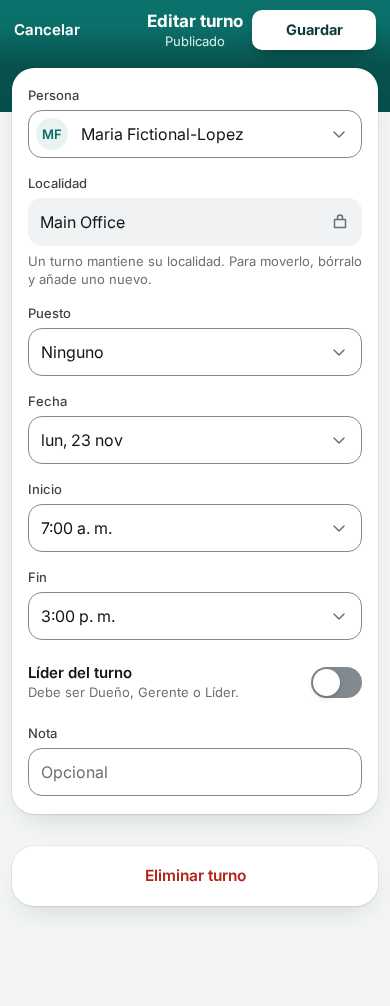 Cancelar
Editar turno
Publicado
Guardar
Persona
MF
Maria Fictional-Lopez
Localidad
Main Office
Un turno mantiene su localidad. Para moverlo, bórralo
y añade uno nuevo.
Puesto
Ninguno
Fecha
lun, 23 nov
Inicio
7:00 a. m.
Fin
3:00 p. m.
Líder del turno
Debe ser Dueño, Gerente o Líder.
Nota
Opcional
Eliminar turno